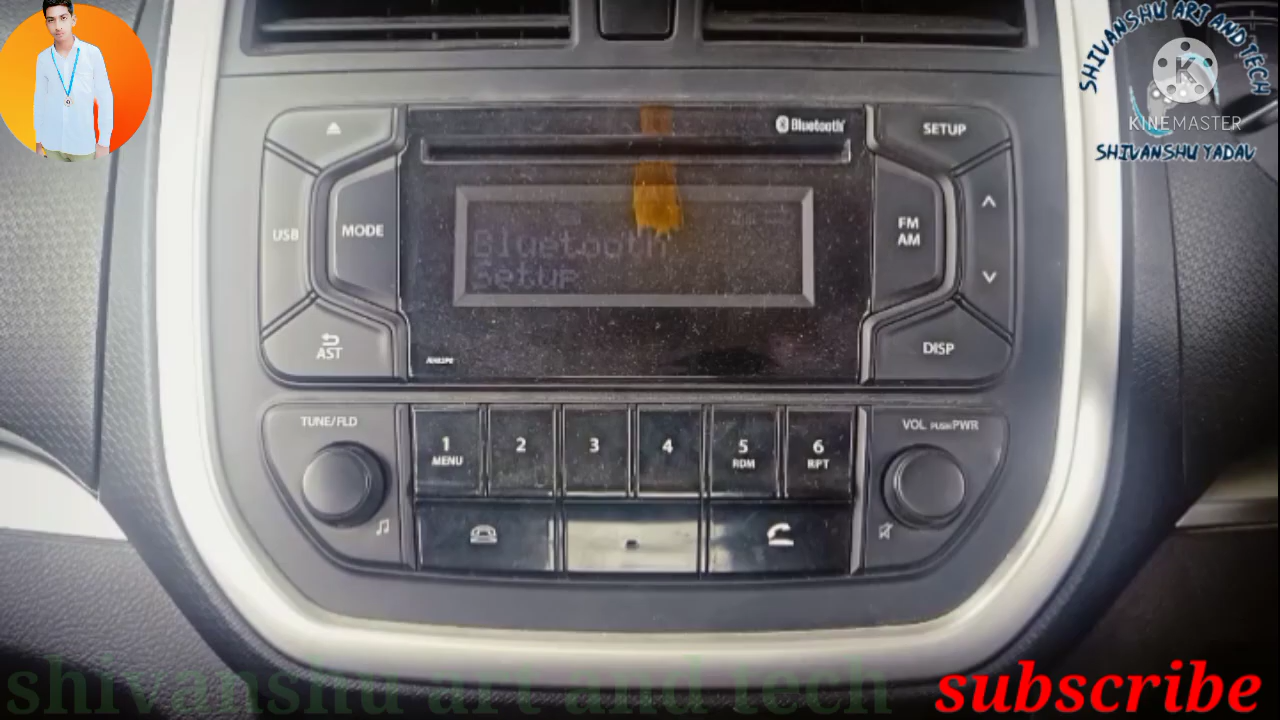 SHIVANSHU ART AND TECH
KINEMASTER
SHIVANSHU YADAV
Bluetooth
SETUP
USB
MODE
FM
AM
Bluetooth
Setup
AST
DISP
TUNE/FLD
VOL PUSH PWR
1
MENU
2
3
4
5
RDM
6
RPT
shivanshu art and tech
subscribe